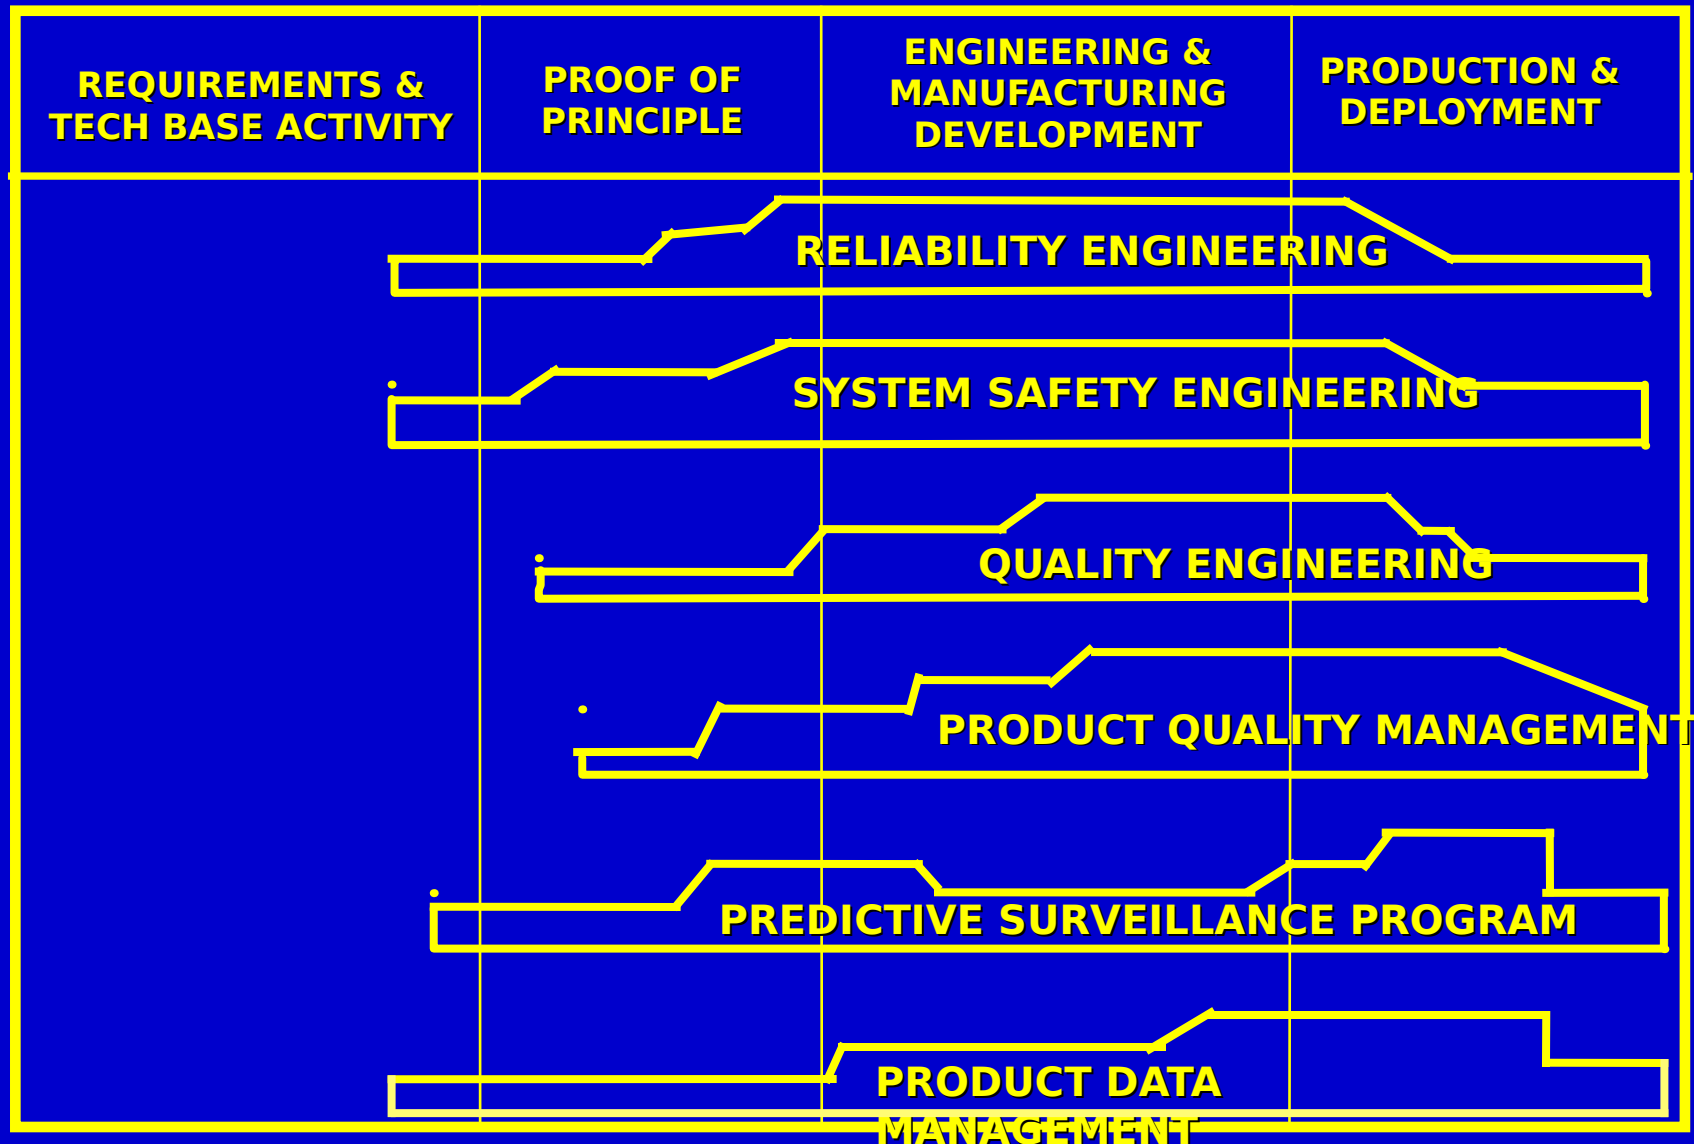 REQUIREMENTS &
TECH BASE ACTIVITY
PROOF OF
PRINCIPLE
ENGINEERING &
MANUFACTURING
DEVELOPMENT
PRODUCTION &
DEPLOYMENT
RELIABILITY ENGINEERING
SYSTEM SAFETY ENGINEERING
QUALITY ENGINEERING
PRODUCT QUALITY MANAGEMENT
PREDICTIVE SURVEILLANCE PROGRAM
PRODUCT DATA
MANAGEMENT